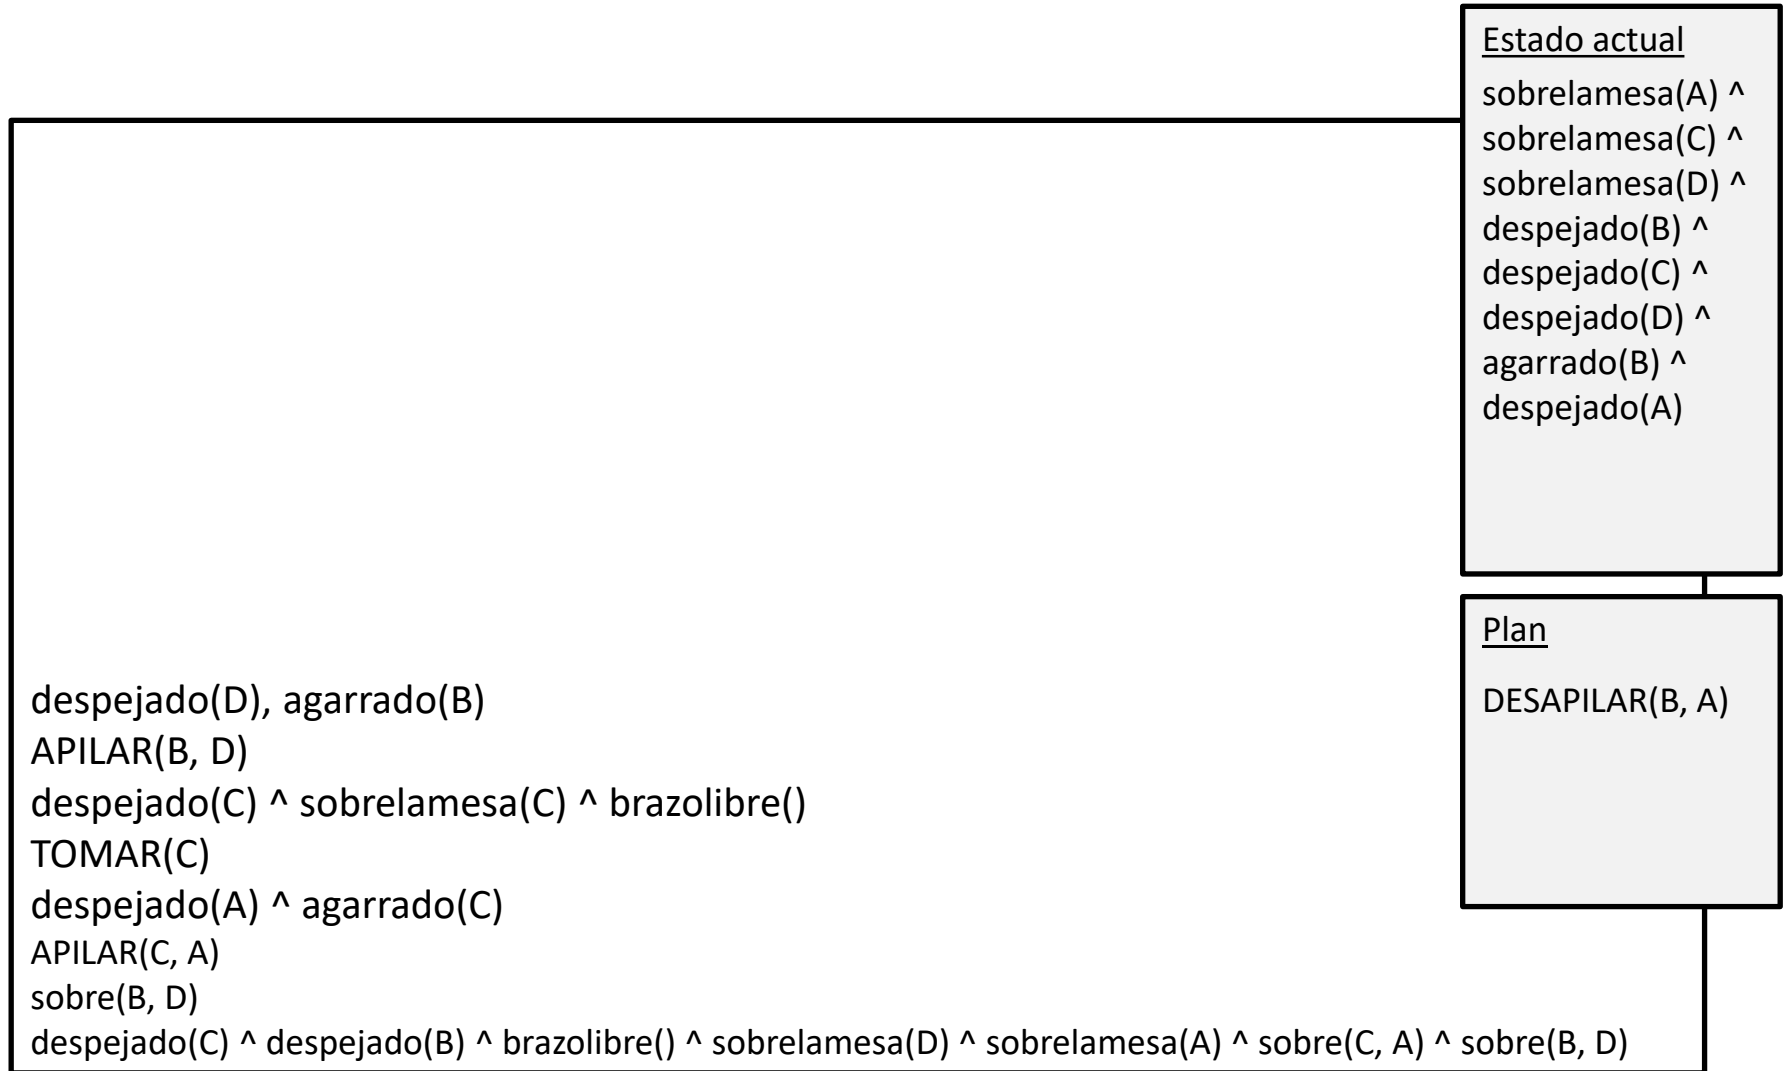 Estado actual
sobrelamesa(A) ^
sobrelamesa(C) ^
sobrelamesa(D) ^
despejado(B) ^
despejado(C) ^
despejado(D) ^
agarrado(B) ^
despejado(A)
Plan
DESAPILAR(B, A)
despejado(D), agarrado(B)
APILAR(B, D)
despejado(C) ^ sobrelamesa(C) ^ brazolibre()
TOMAR(C)
despejado(A) ^ agarrado(C)
APILAR(C, A)
sobre(B, D)
despejado(C) ^ despejado(B) ^ brazolibre() ^ sobrelamesa(D) ^ sobrelamesa(A) ^ sobre(C, A) ^ sobre(B, D)